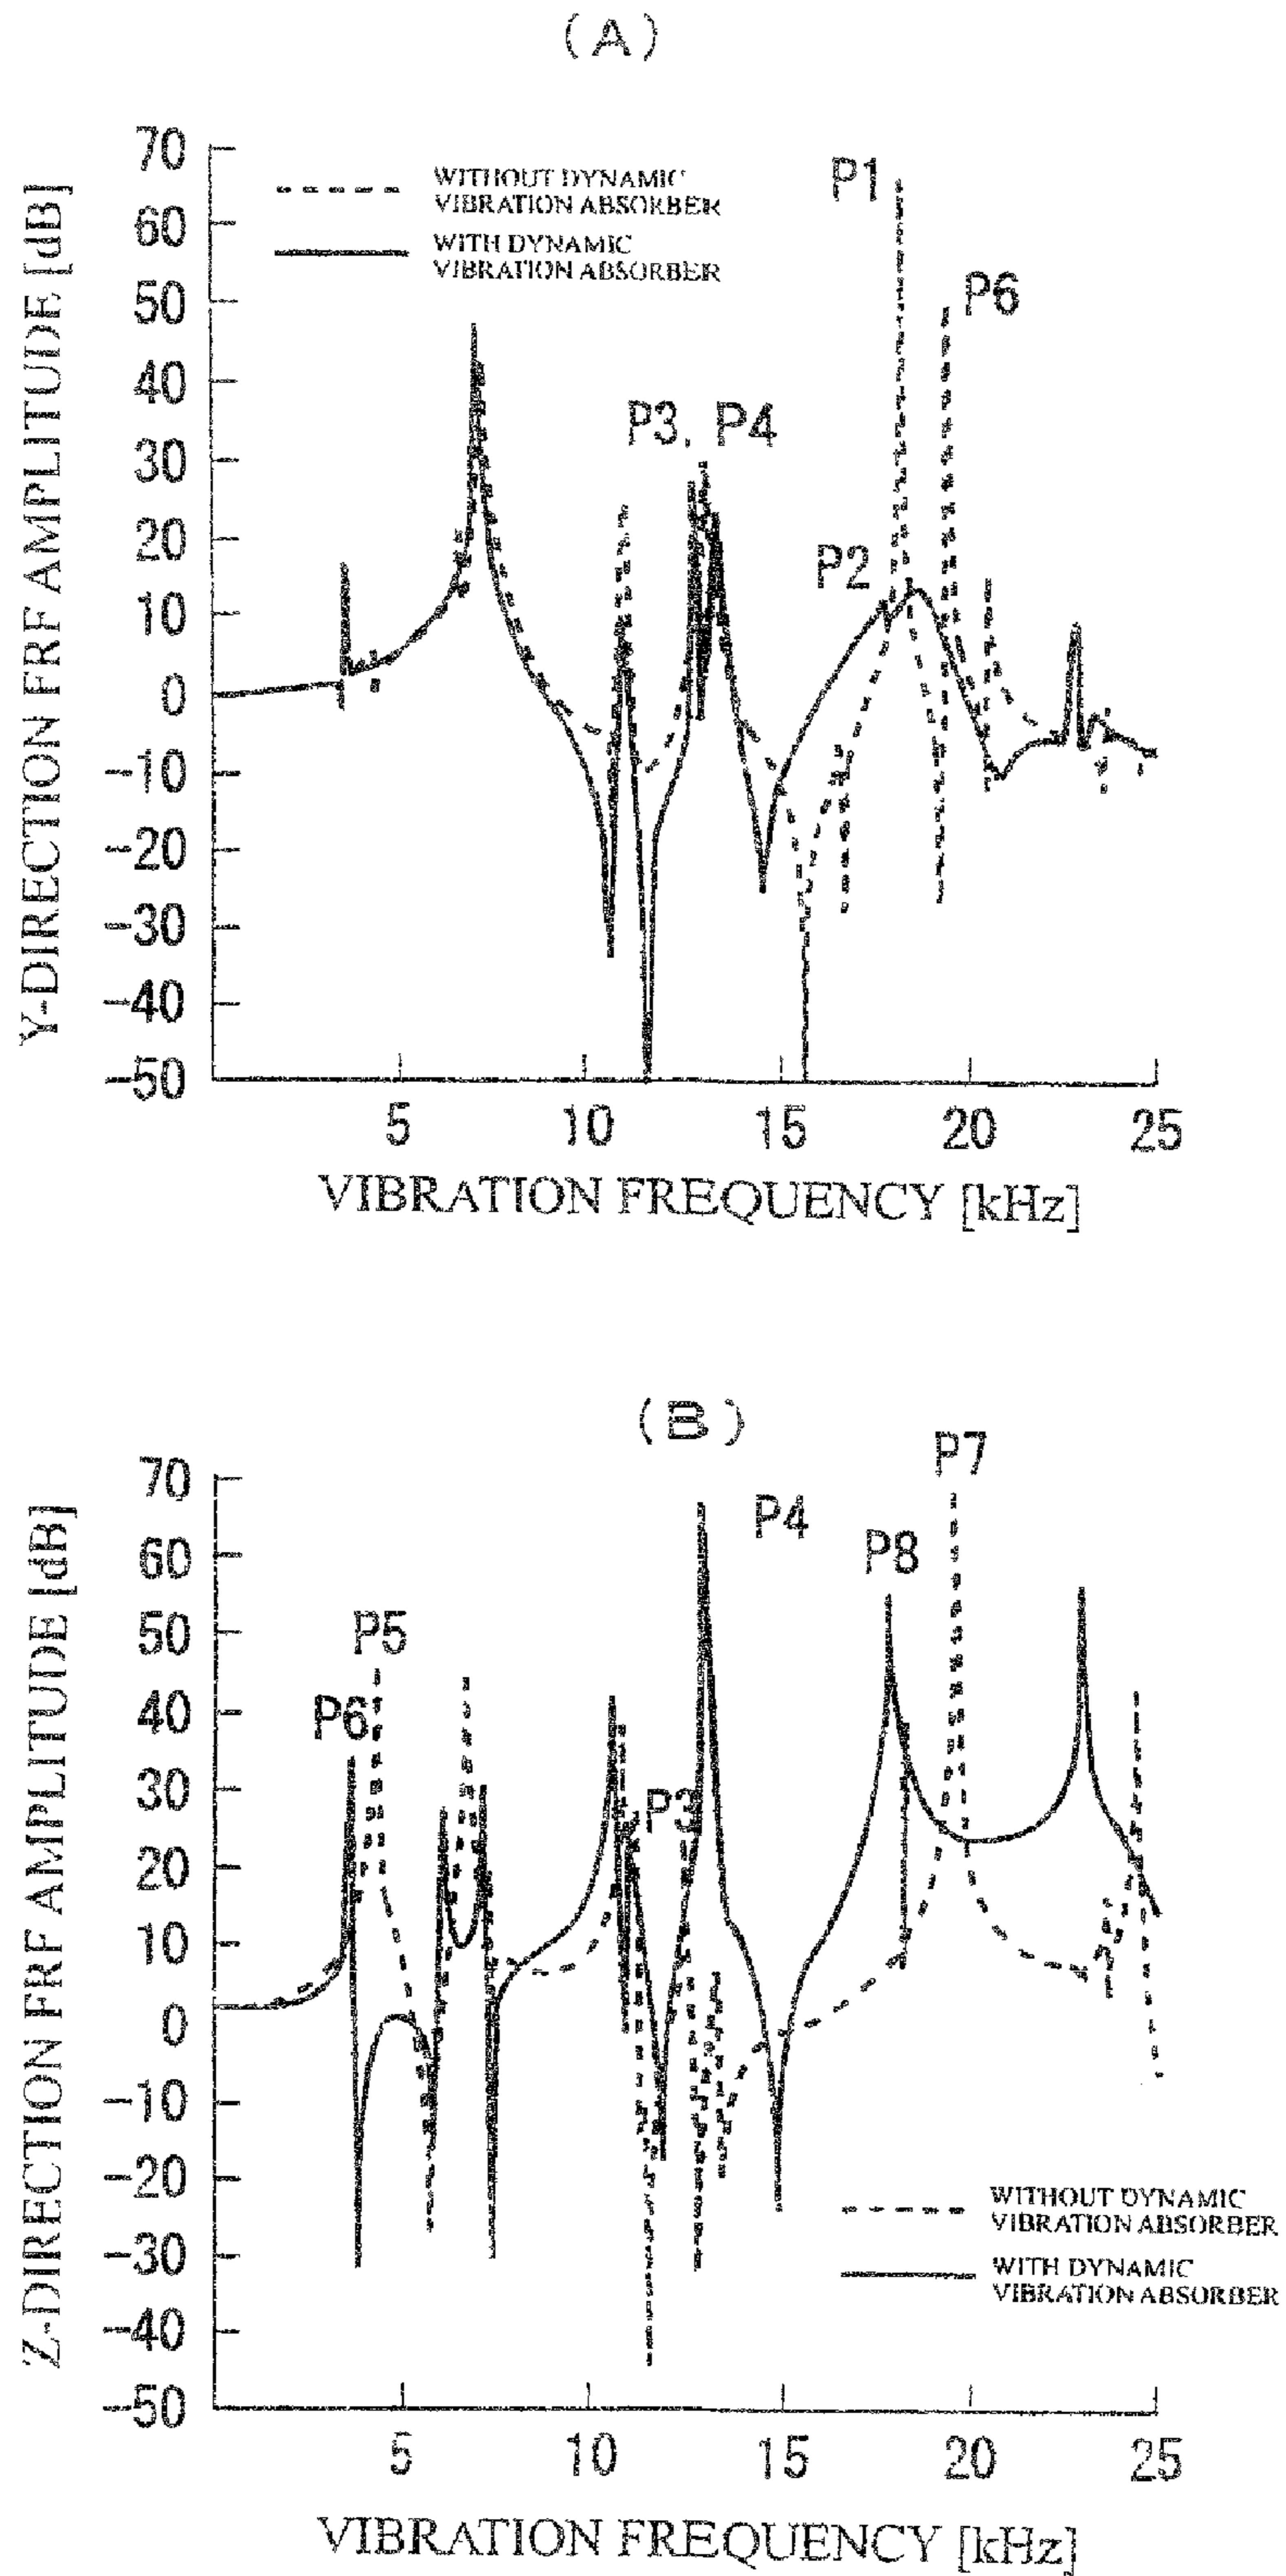 (A)
Y-DIRECTION FRF AMPLITUDE [dB]
70
60
50
40
30
20
10
0
-10
-20
-30
-40
-50
WITHOUT DYNAMIC
VIBRATION ABSORBER
WITH DYNAMIC
VIBRATION ABSORBER
P1
P6
P3, P4
P2
5 10 15 20 25
VIBRATION FREQUENCY [kHz]
(B)
Z-DIRECTION FRF AMPLITUDE [dB]
70
60
50
40
30
20
10
0
-10
-20
-30
-40
-50
P7
P4
P8
P5
P6
P3
WITHOUT DYNAMIC
VIBRATION ABSORBER
WITH DYNAMIC
VIBRATION ABSORBER
5 10 15 20 25
VIBRATION FREQUENCY [kHz]